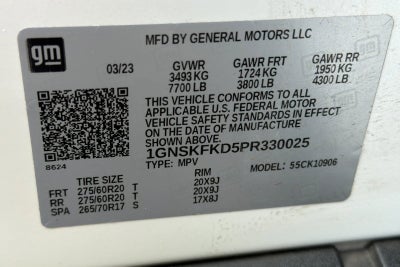 gm
MFD BY GENERAL MOTORS LLC
03/23 GVWR GAWR FRT GAWR RR
3493 KG 1724 KG 1950 KG
7700 LB 3800 LB 4300 LB
THIS VEHICLE CONFORMS TO ALL
APPLICABLE U.S. FEDERAL MOTOR
VEHICLE SAFETY STANDARDS IN EFFECT
ON THE DATE OF MANUFACTURE SHOWN ABOVE.
1GNSKFKD5PR330025
8624
TYPE: MPV MODEL: 55CK10906
TIRE SIZE RIM
FRT 275/60R20 T 20X9J
RR 275/60R20 T 20X9J
SPA 265/70R17 S 17X8J